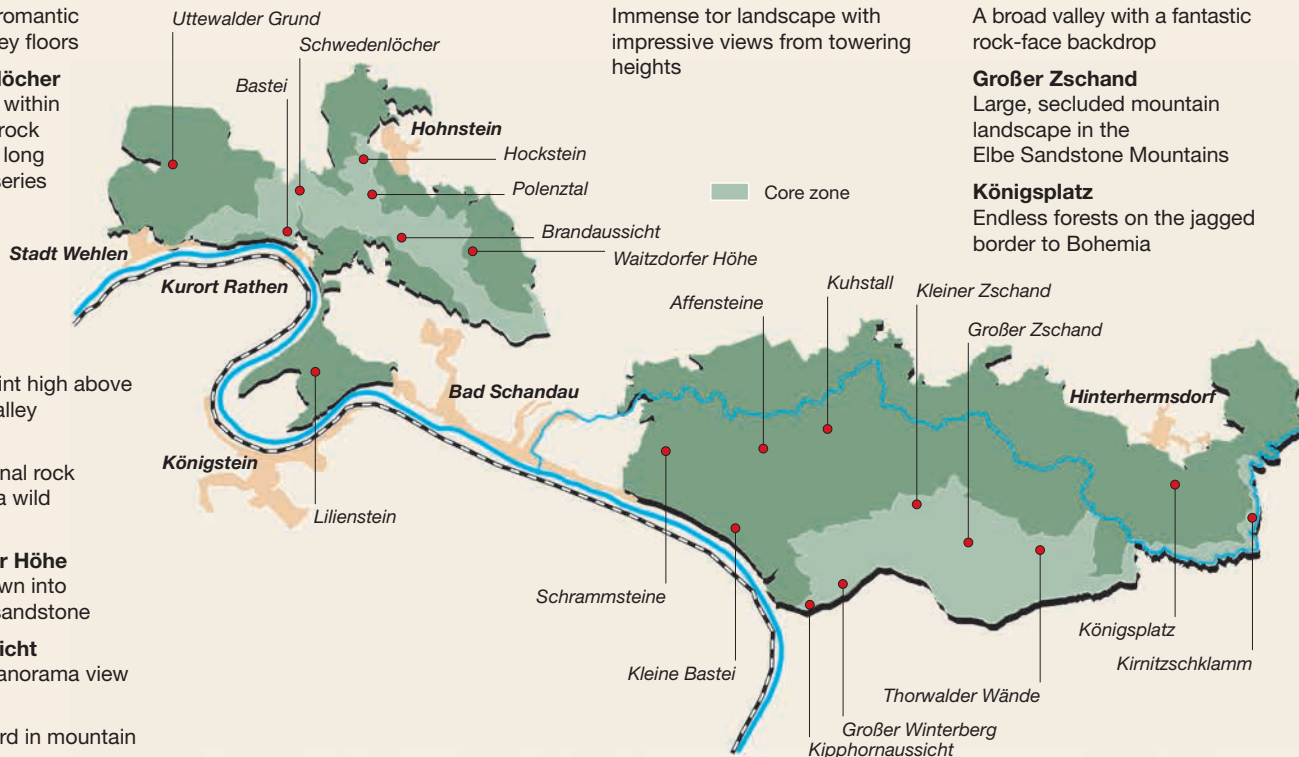 romantic
ey floors
löcher
within
rock
long
series
int high above
alley
nal rock
a wild
r Höhe
wn into
sandstone
icht
anorama view
rd in mountain
Immense tor landscape with
impressive views from towering
heights
A broad valley with a fantastic
rock-face backdrop
Großer Zschand
Large, secluded mountain
landscape in the
Elbe Sandstone Mountains
Königsplatz
Endless forests on the jagged
border to Bohemia
Core zone
Uttewalder Grund
Schwedenlöcher
Bastei
Hohnstein
Hockstein
Polenztal
Brandaussicht
Waitzdorfer Höhe
Stadt Wehlen
Kurort Rathen
Affensteine
Kuhstall
Kleiner Zschand
Großer Zschand
Bad Schandau
Hinterhermsdorf
Königstein
Lilienstein
Schrammsteine
Kleine Bastei
Königsplatz
Kirnitzschklamm
Thorwalder Wände
Großer Winterberg
Kipphornaussicht